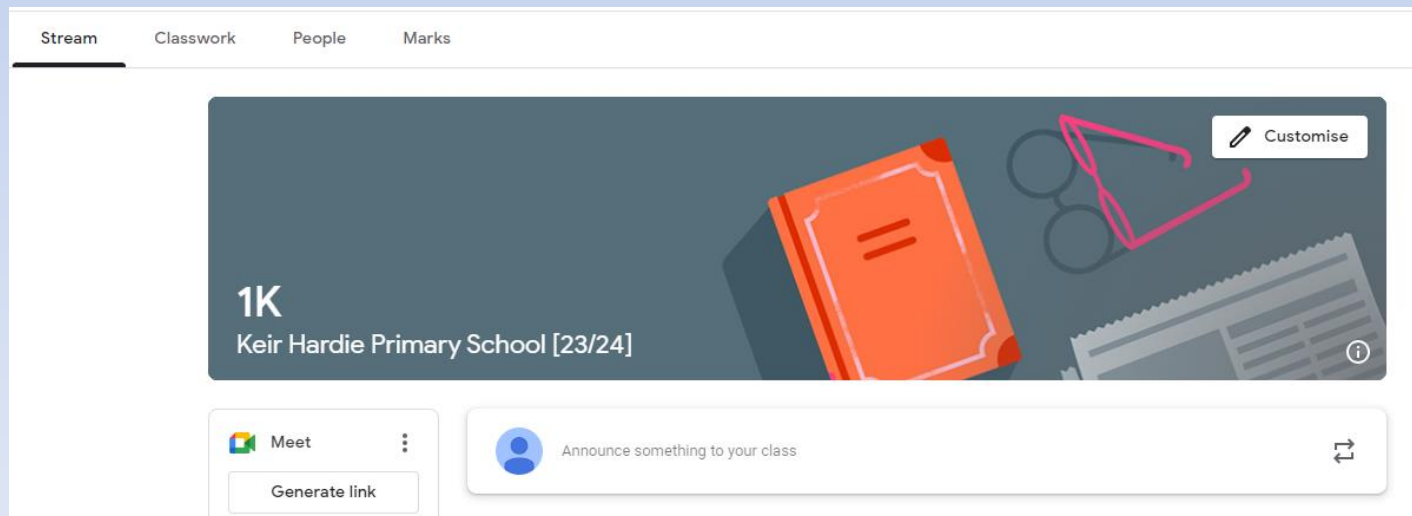 Stream Classwork People Marks
Customise
1K
Keir Hardie Primary School [23/24]
Meet
Generate link
Announce something to your class